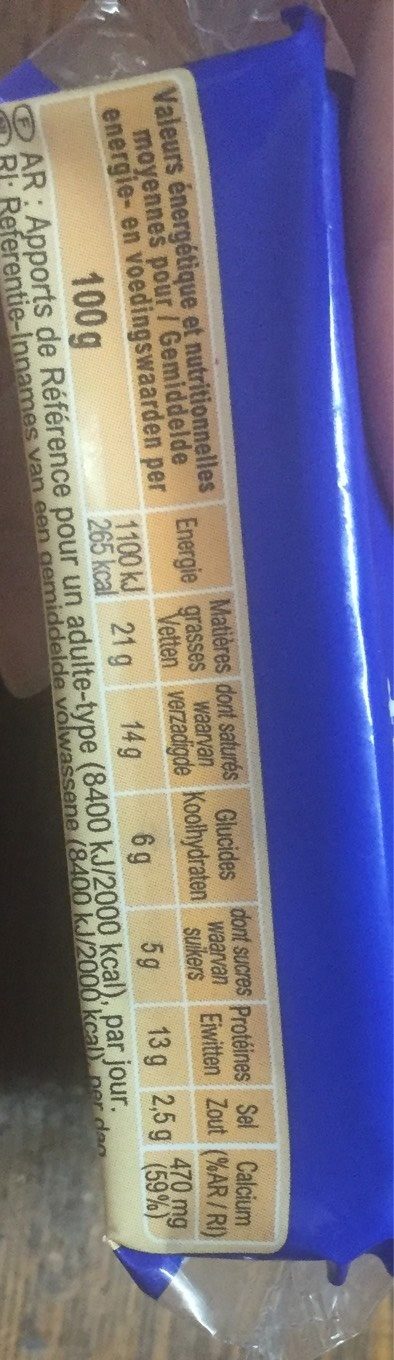 Valeurs énergétique et nutritionnelles
moyennes pour / Gemiddelde
energie- en voedingswaarden per
100g
Energie
1100 kJ
265 kcal
Matières
grasses
Vetten
21 g
dont saturés
waarvan
verzadigde
14 g
Glucides
Koolhydraten
6 g
dont sucres
waarvan
suikers
5 g
Protéines
Eiwitten
13 g
Sel
Zout
2,5 g
Calcium
(%AR / RI)
470 mg
(59%)
F AR : Apports de Référence pour un adulte-type (8400 kJ/2000 kcal), par jour.
RI: Referentie-Innames van een gemiddelde volwassene (8400 kJ/2000 kcal) per dag